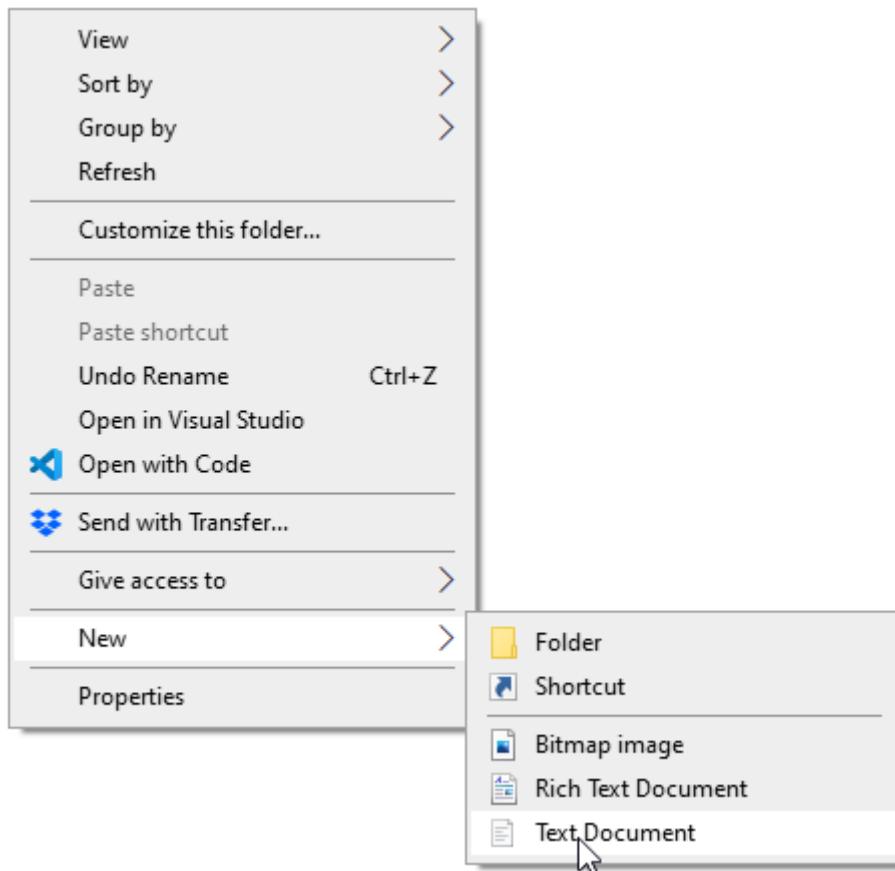 View
Sort by
Group by
Refresh
Customize this folder...
Paste
Paste shortcut
Undo Rename Ctrl+Z
Open in Visual Studio
Open with Code
Send with Transfer...
Give access to
New
Properties
Folder
Shortcut
Bitmap image
Rich Text Document
Text Document